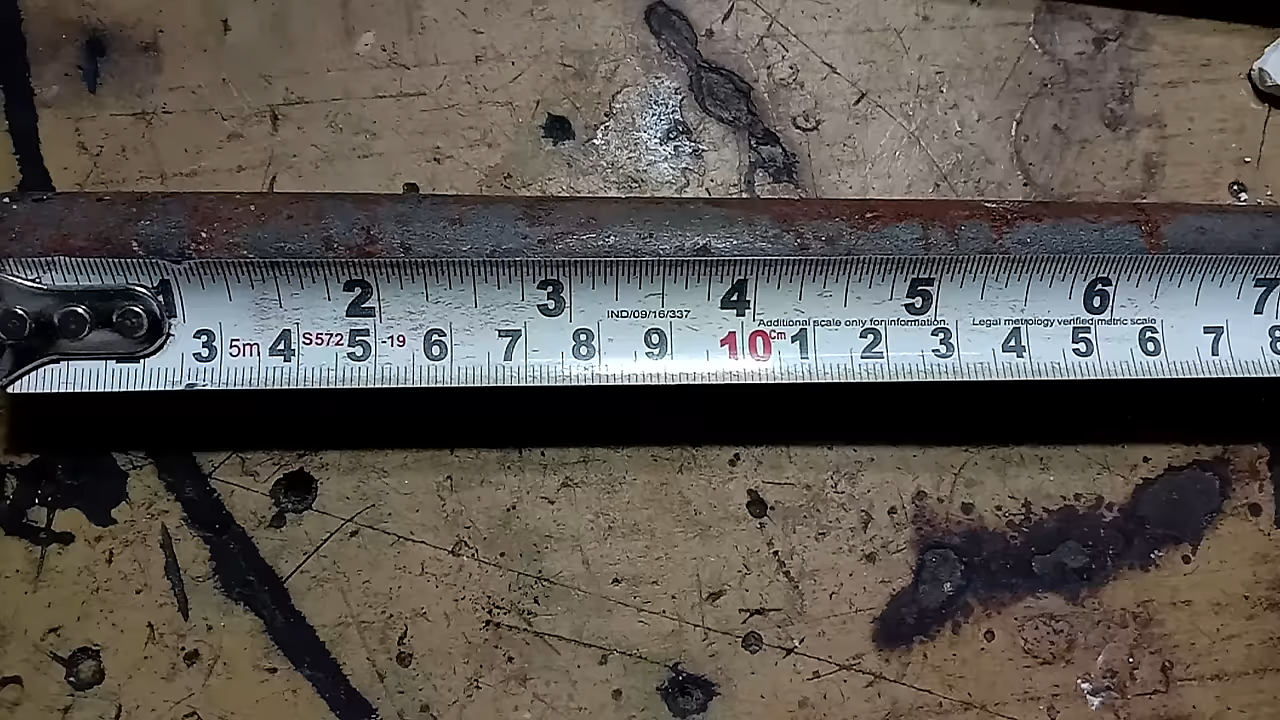 1 2 3 4 5 6 7
IND/09/16/337
Additional scale only for information. Legal metrology verified metric scale
3 5m 4 S572 5 -19 6 7 8 9 10 Cm 1 2 3 4 5 6 7 8